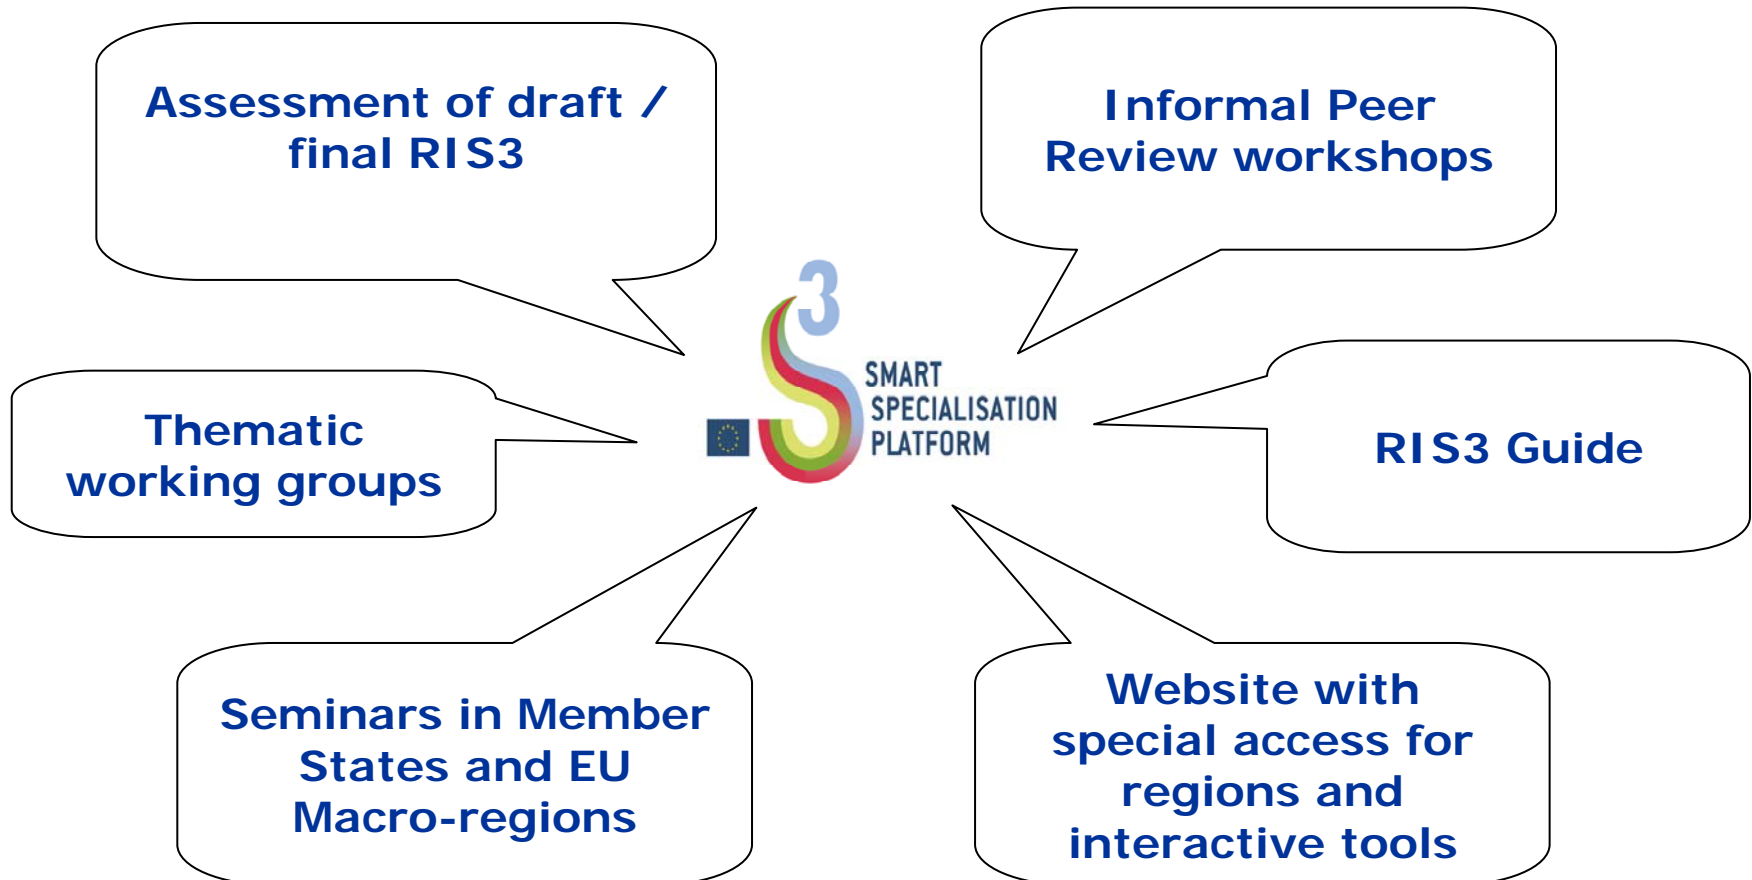 Assessment of draft /
final RIS3
Informal Peer
Review workshops
3
SMART
SPECIALISATION
PLATFORM
Thematic
working groups
RIS3 Guide
Seminars in Member
States and EU
Macro-regions
Website with
special access for
regions and
interactive tools